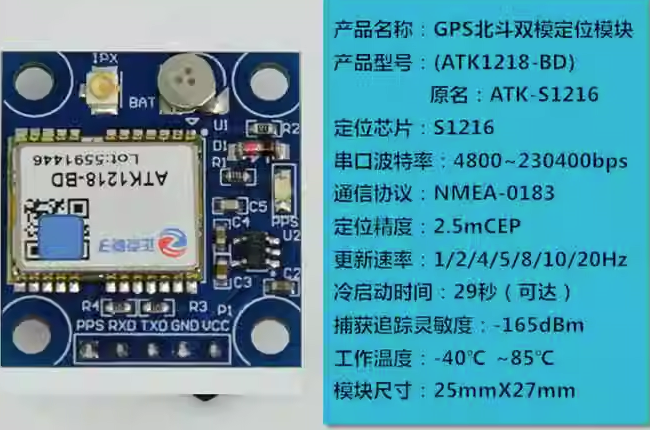 IPX
BAT
U1
R2
D1
R1
Lot:5591446
ATK1218-BD
正点原子
C5
PPS
C4
U2
C3
C2
R4
R3
P1
PPS RXD TXD GND VCC
产品名称：GPS北斗双模定位模块
产品型号：(ATK1218-BD)
原名：ATK-S1216
定位芯片：S1216
串口波特率：4800~230400bps
通信协议：NMEA-0183
定位精度：2.5mCEP
更新速率：1/2/4/5/8/10/20Hz
冷启动时间：29秒（可达）
捕获追踪灵敏度：-165dBm
工作温度：-40℃ ~85℃
模块尺寸：25mmX27mm